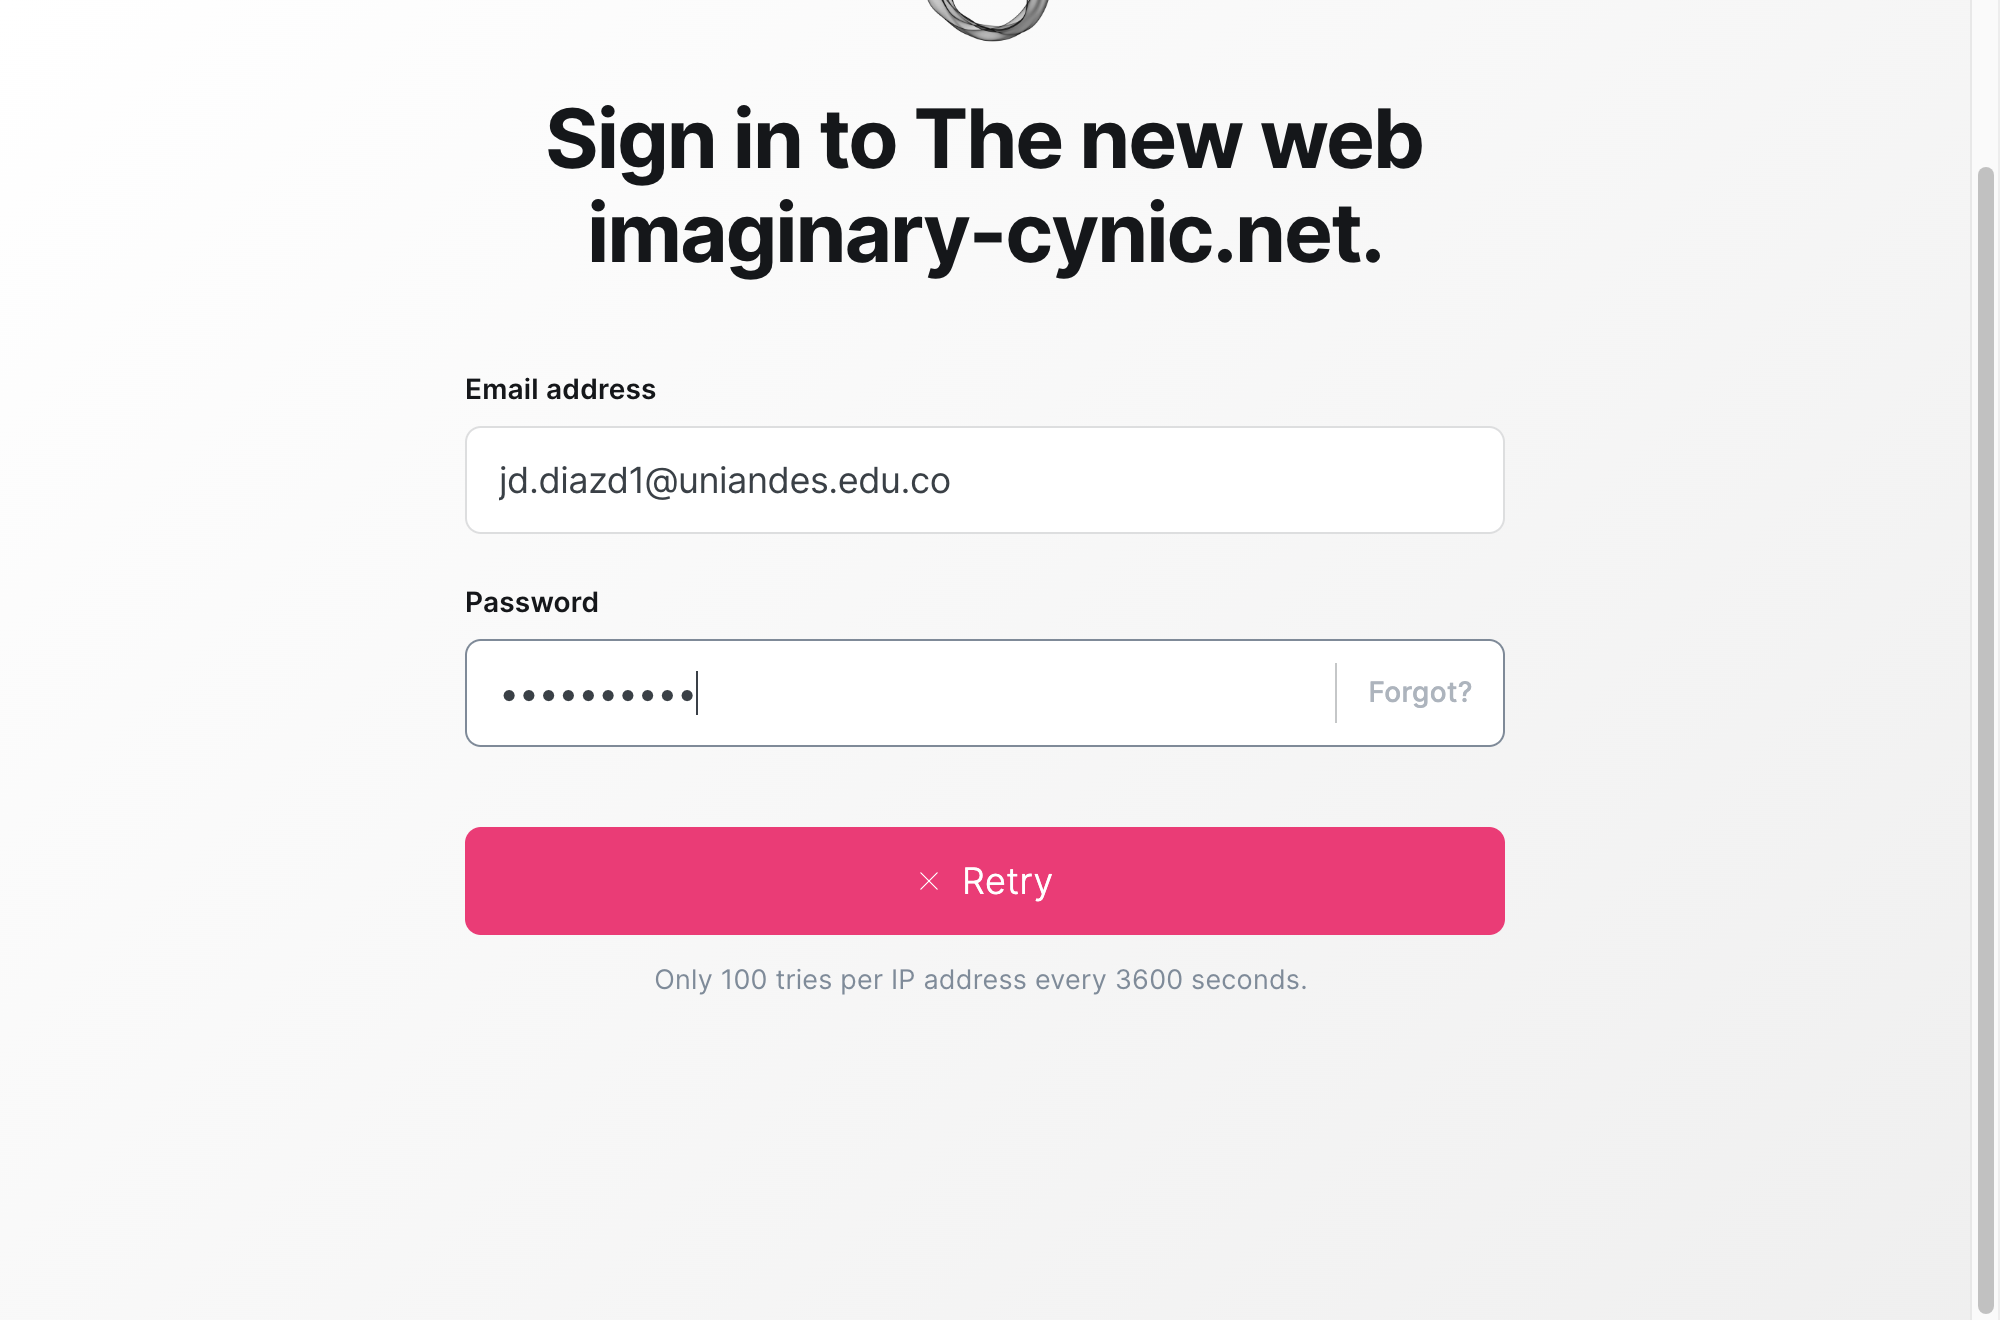 Sign in to The new web
imaginary-cynic.net.
Email address
jd.diazd1@uniandes.edu.co
Password
Forgot?
Retry
Only 100 tries per IP address every 3600 seconds.